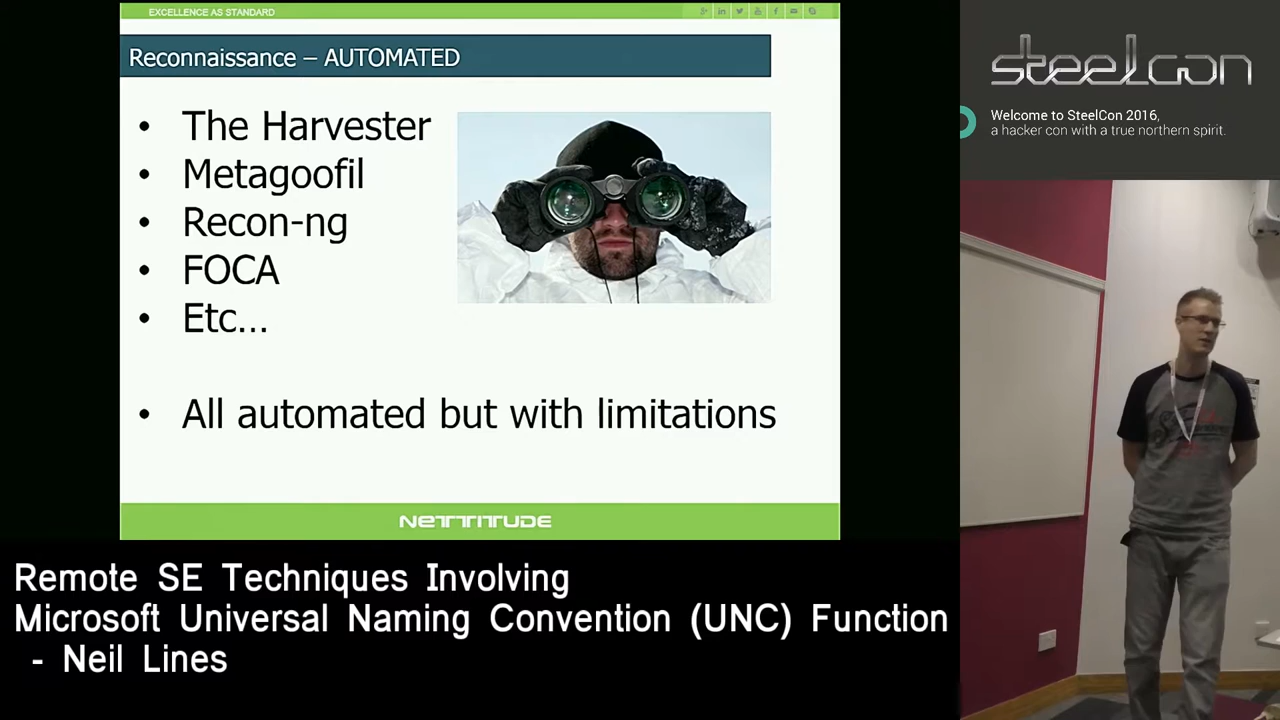 EXCELLENCE AS STANDARD
Reconnaissance – AUTOMATED
• The Harvester
• Metagoofil
• Recon-ng
• FOCA
• Etc...
• All automated but with limitations
NETTITUDE
steelcon
Welcome to SteelCon 2016,
a hacker con with a true northern spirit.
Remote SE Techniques Involving
Microsoft Universal Naming Convention (UNC) Function
- Neil Lines